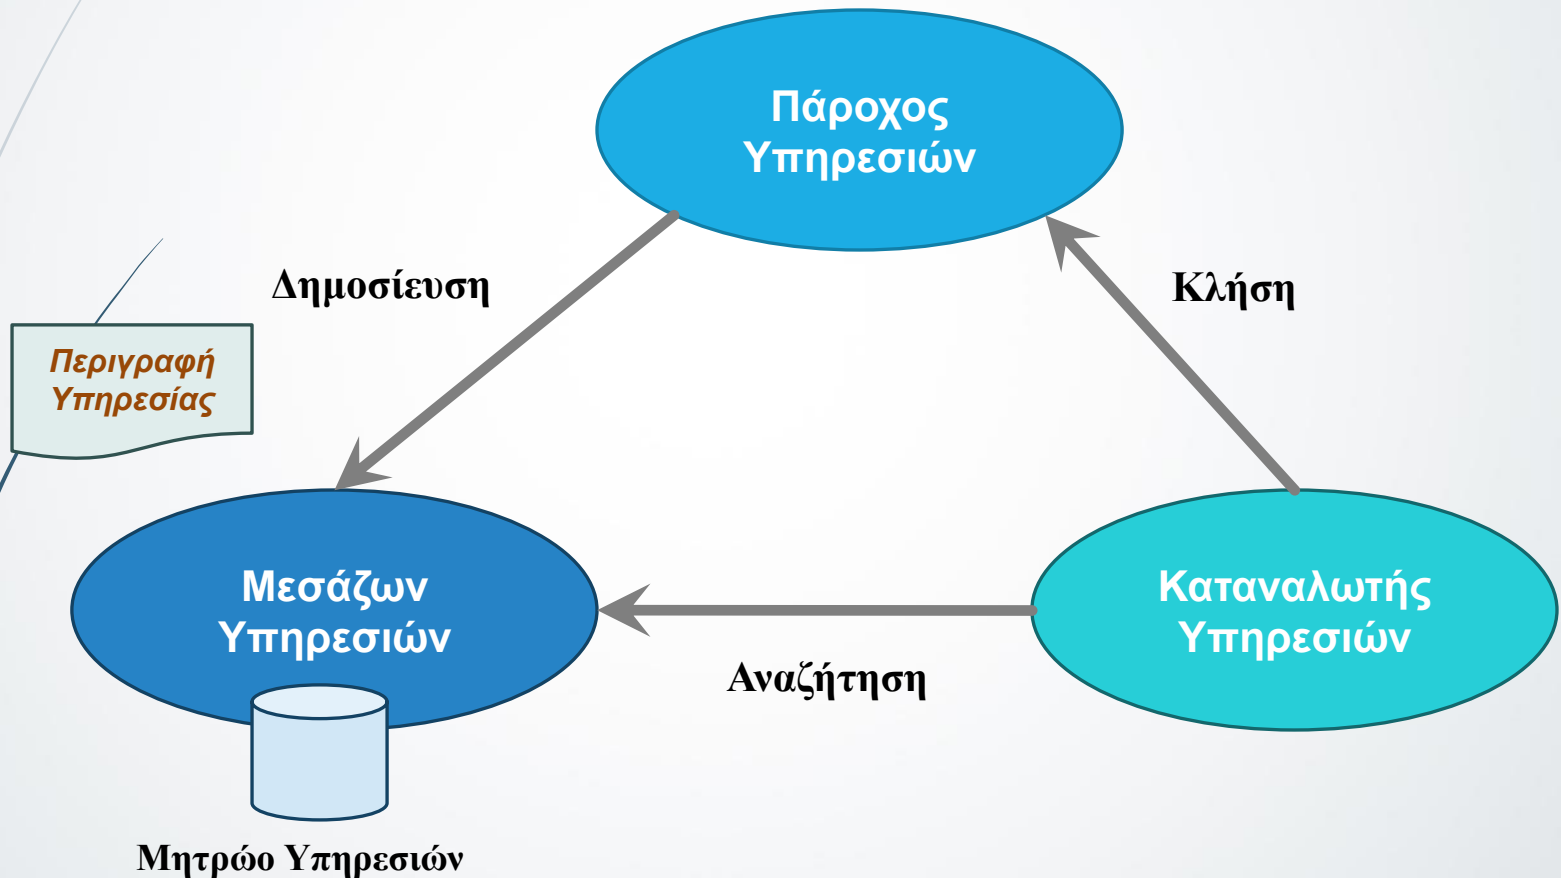 Πάροχος
Υπηρεσιών
Δημοσίευση
Κλήση
Περιγραφή
Υπηρεσίας
Μεσάζων
Υπηρεσιών
Καταναλωτής
Υπηρεσιών
Αναζήτηση
Μητρώο Υπηρεσιών